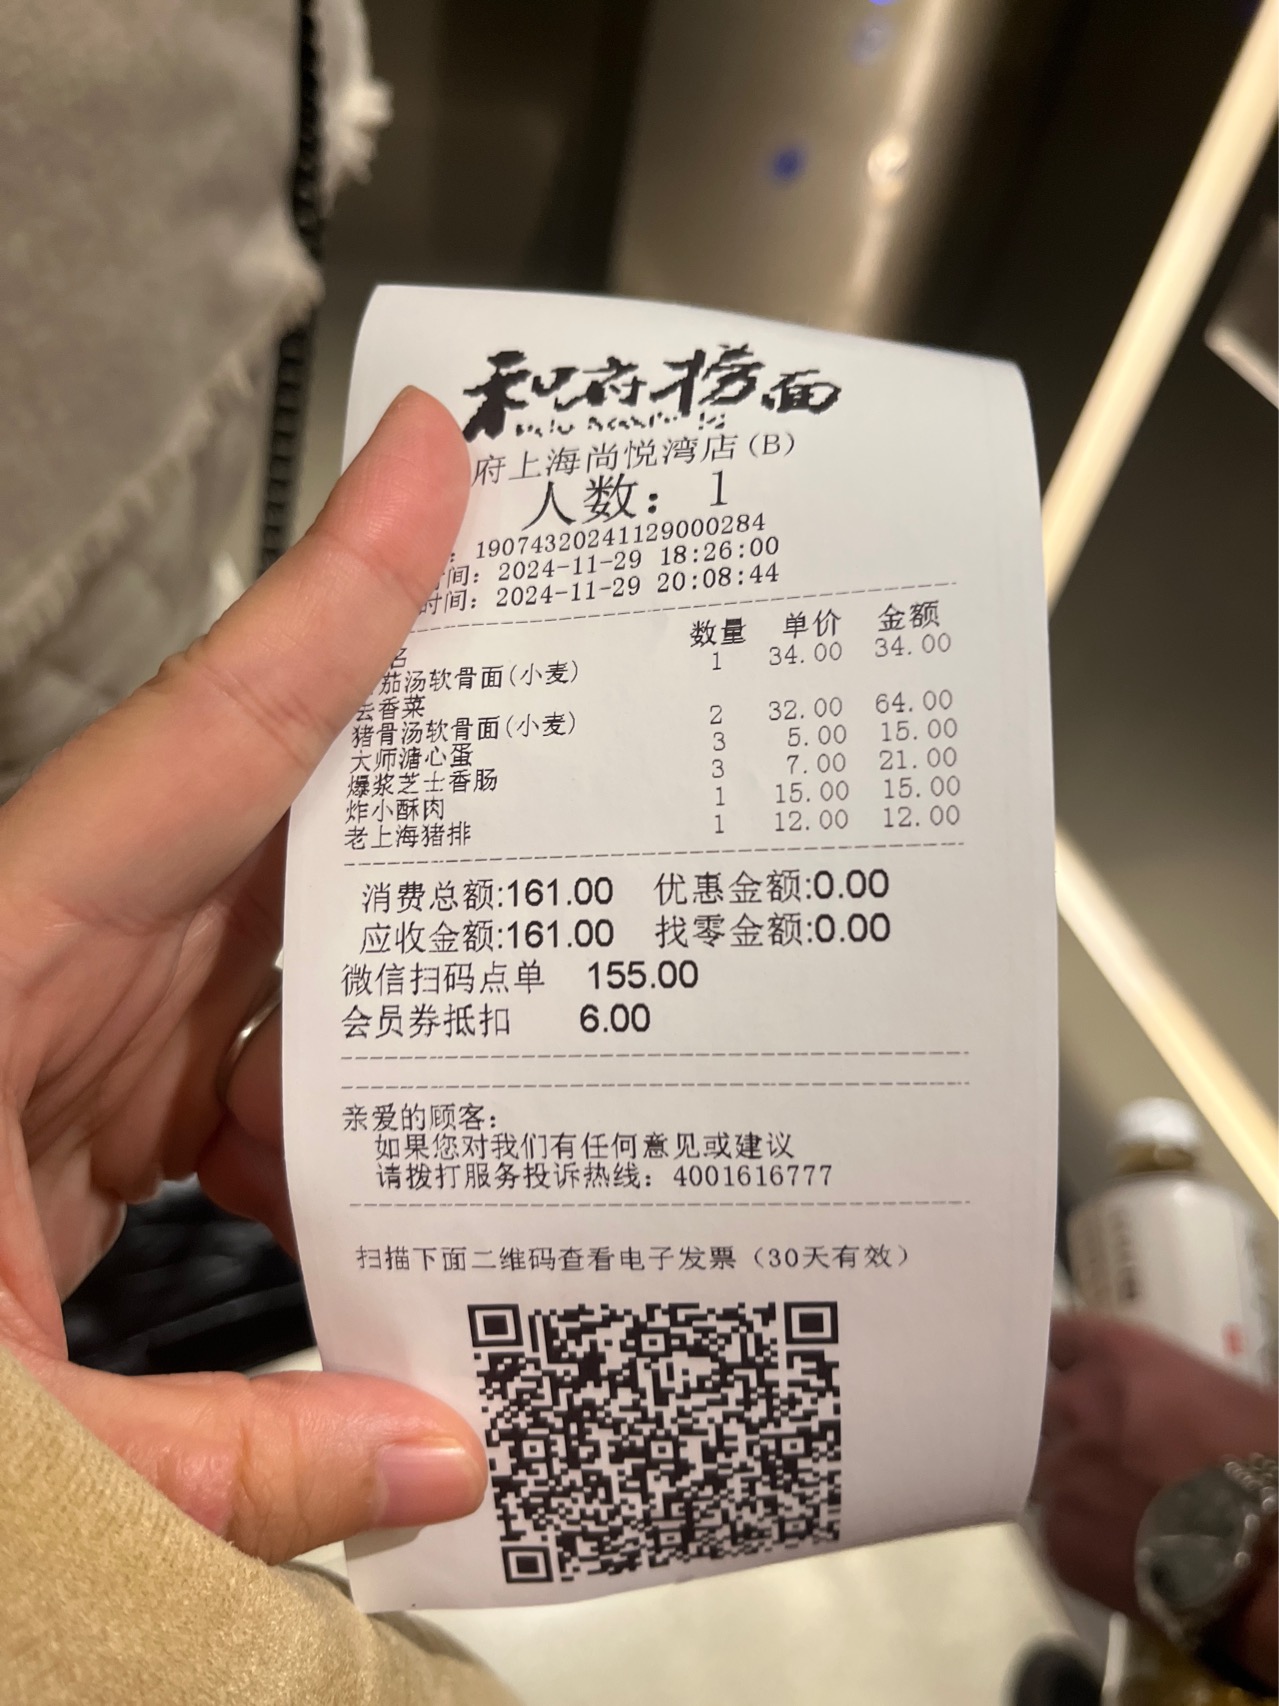 和府捞面
府上海尚悦湾店(B)
人数: 1
: 19074320241129000284
时间: 2024-11-29 18:26:00
时间: 2024-11-29 20:08:44
名 数量 单价 金额
茄汤软骨面(小麦) 1 34.00 34.00
去香菜
猪骨汤软骨面(小麦) 2 32.00 64.00
大师溏心蛋 3 5.00 15.00
爆浆芝士香肠 3 7.00 21.00
炸小酥肉 1 15.00 15.00
老上海猪排 1 12.00 12.00
消费总额:161.00 优惠金额:0.00
应收金额:161.00 找零金额:0.00
微信扫码点单 155.00
会员券抵扣 6.00
亲爱的顾客:
如果您对我们有任何意见或建议
请拨打服务投诉热线: 4001616777
扫描下面二维码查看电子发票（30天有效）